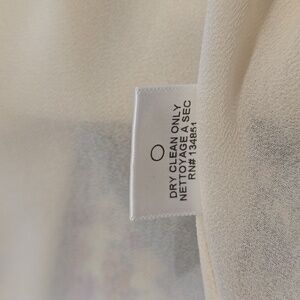 DRY CLEAN ONLY
NETTOYAGE A SEC
RN# 134851